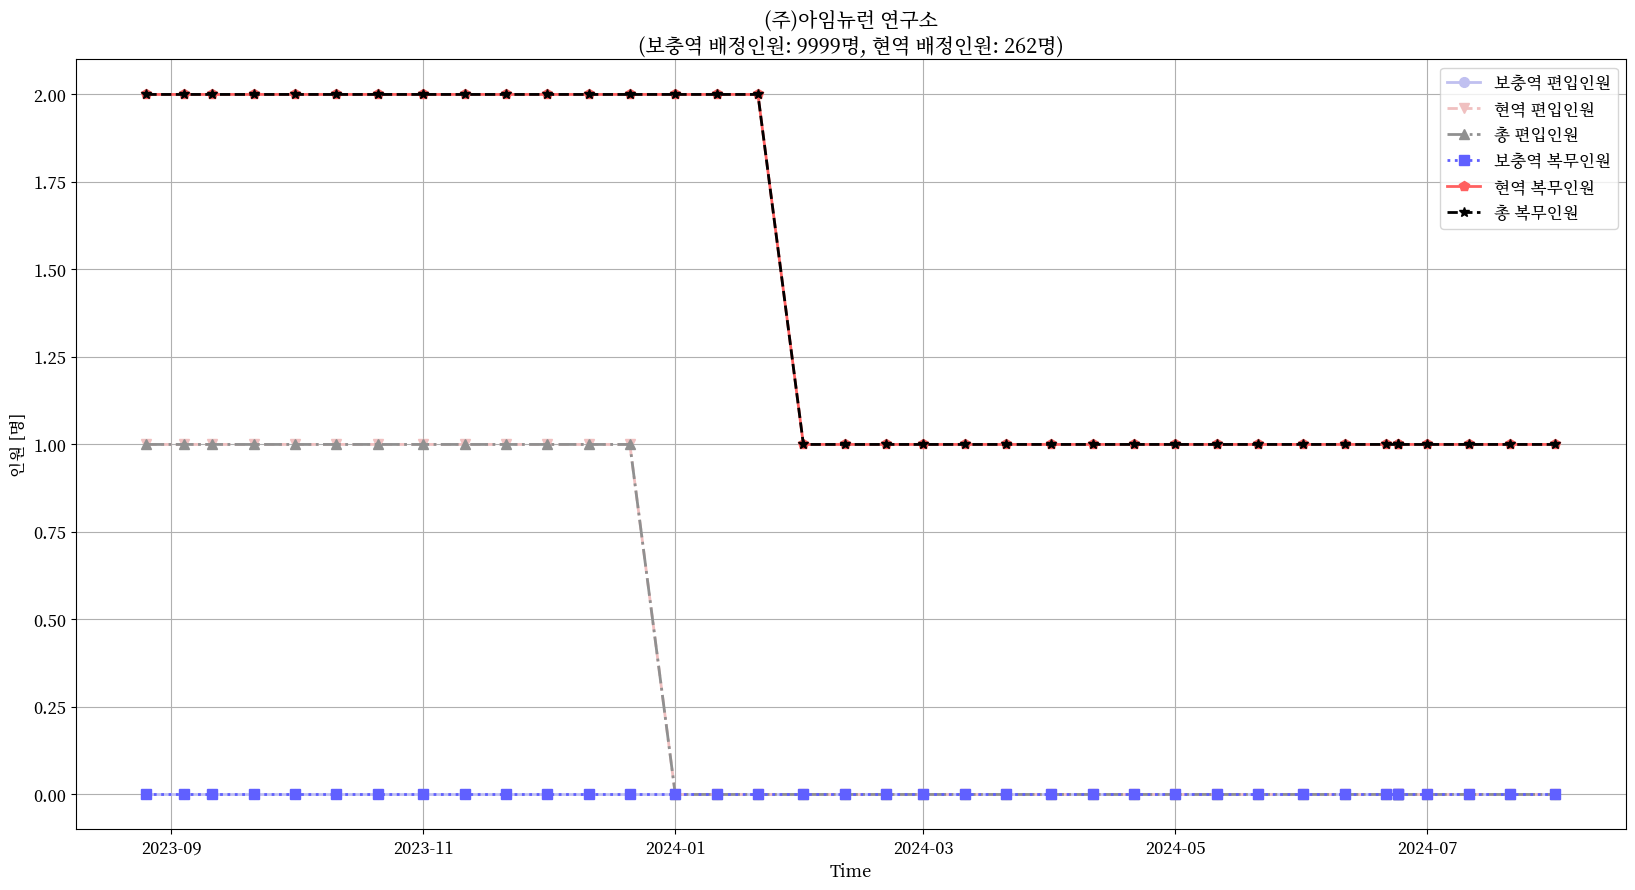 (주)아임뉴런 연구소
(보충역 배정인원: 9999명, 현역 배정인원: 262명)
보충역 편입인원
현역 편입인원
총 편입인원
보충역 복무인원
현역 복무인원
총 복무인원
2.00
1.75
1.50
1.25
1.00
0.75
0.50
0.25
0.00
인원 [명]
2023-09
2023-11
2024-01
2024-03
2024-05
2024-07
Time